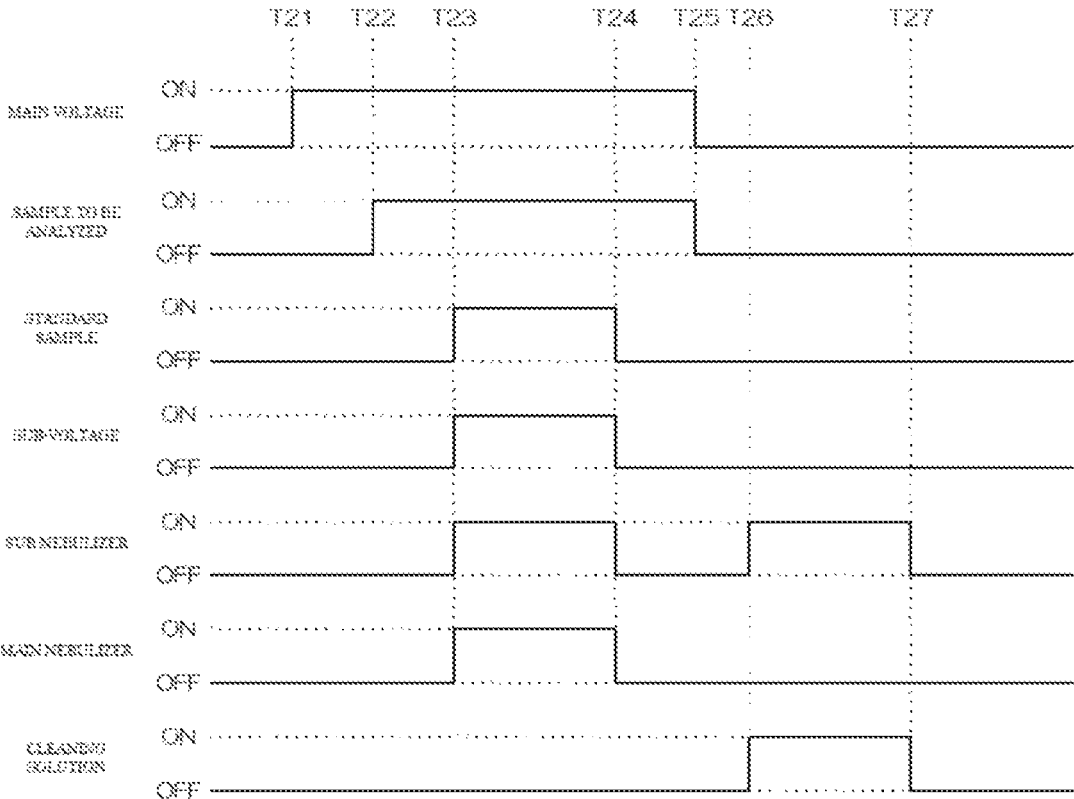 T21 T22 T23 T24 T25 T26 T27
MAIN VOLTAGE
ON
OFF
SAMPLE TO BE
ANALYZED
ON
OFF
STANDARD
SAMPLE
ON
OFF
SUB-VOLTAGE
ON
OFF
SUB NEBULIZER
ON
OFF
MAIN NEBULIZER
ON
OFF
CLEANING
SOLUTION
ON
OFF